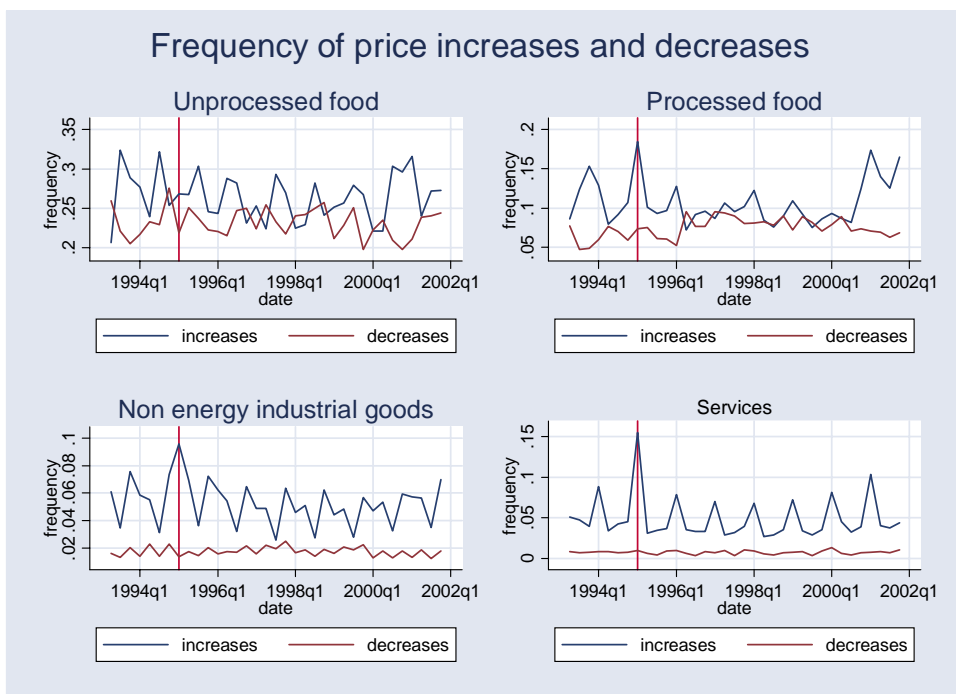 Frequency of price increases and decreases
Unprocessed food
frequency
.35
.3
.25
.2
1994q1 1996q1 1998q1 2000q1 2002q1
date
increases decreases
Processed food
frequency
.2
.15
.1
.05
1994q1 1996q1 1998q1 2000q1 2002q1
date
increases decreases
Non energy industrial goods
frequency
.1
.08
.06
.04
.02
1994q1 1996q1 1998q1 2000q1 2002q1
date
increases decreases
Services
frequency
.15
.1
.05
0
1994q1 1996q1 1998q1 2000q1 2002q1
date
increases decreases